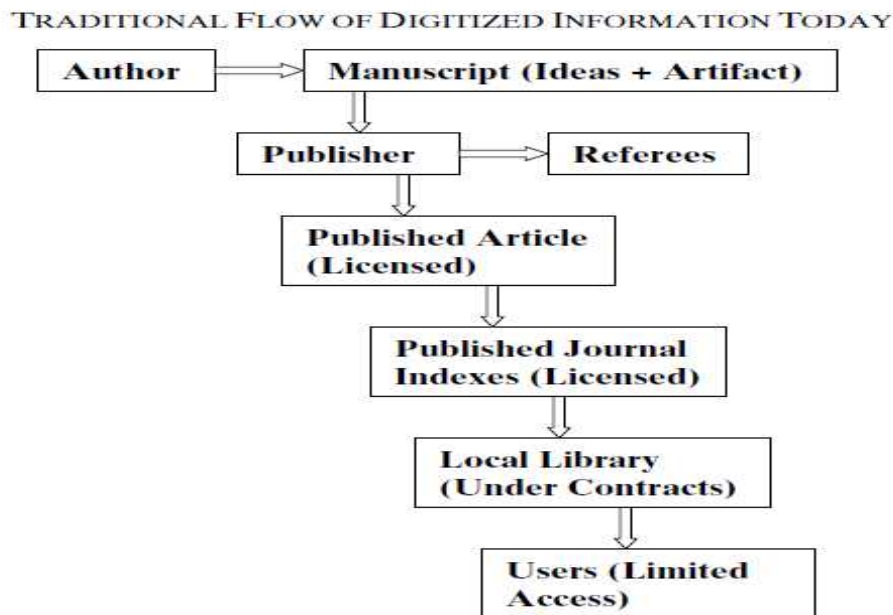 TRADITIONAL FLOW OF DIGITIZED INFORMATION TODAY
Author
Manuscript (Ideas + Artifact)
Publisher
Referees
Published Article
(Licensed)
Published Journal
Indexes (Licensed)
Local Library
(Under Contracts)
Users (Limited
Access)